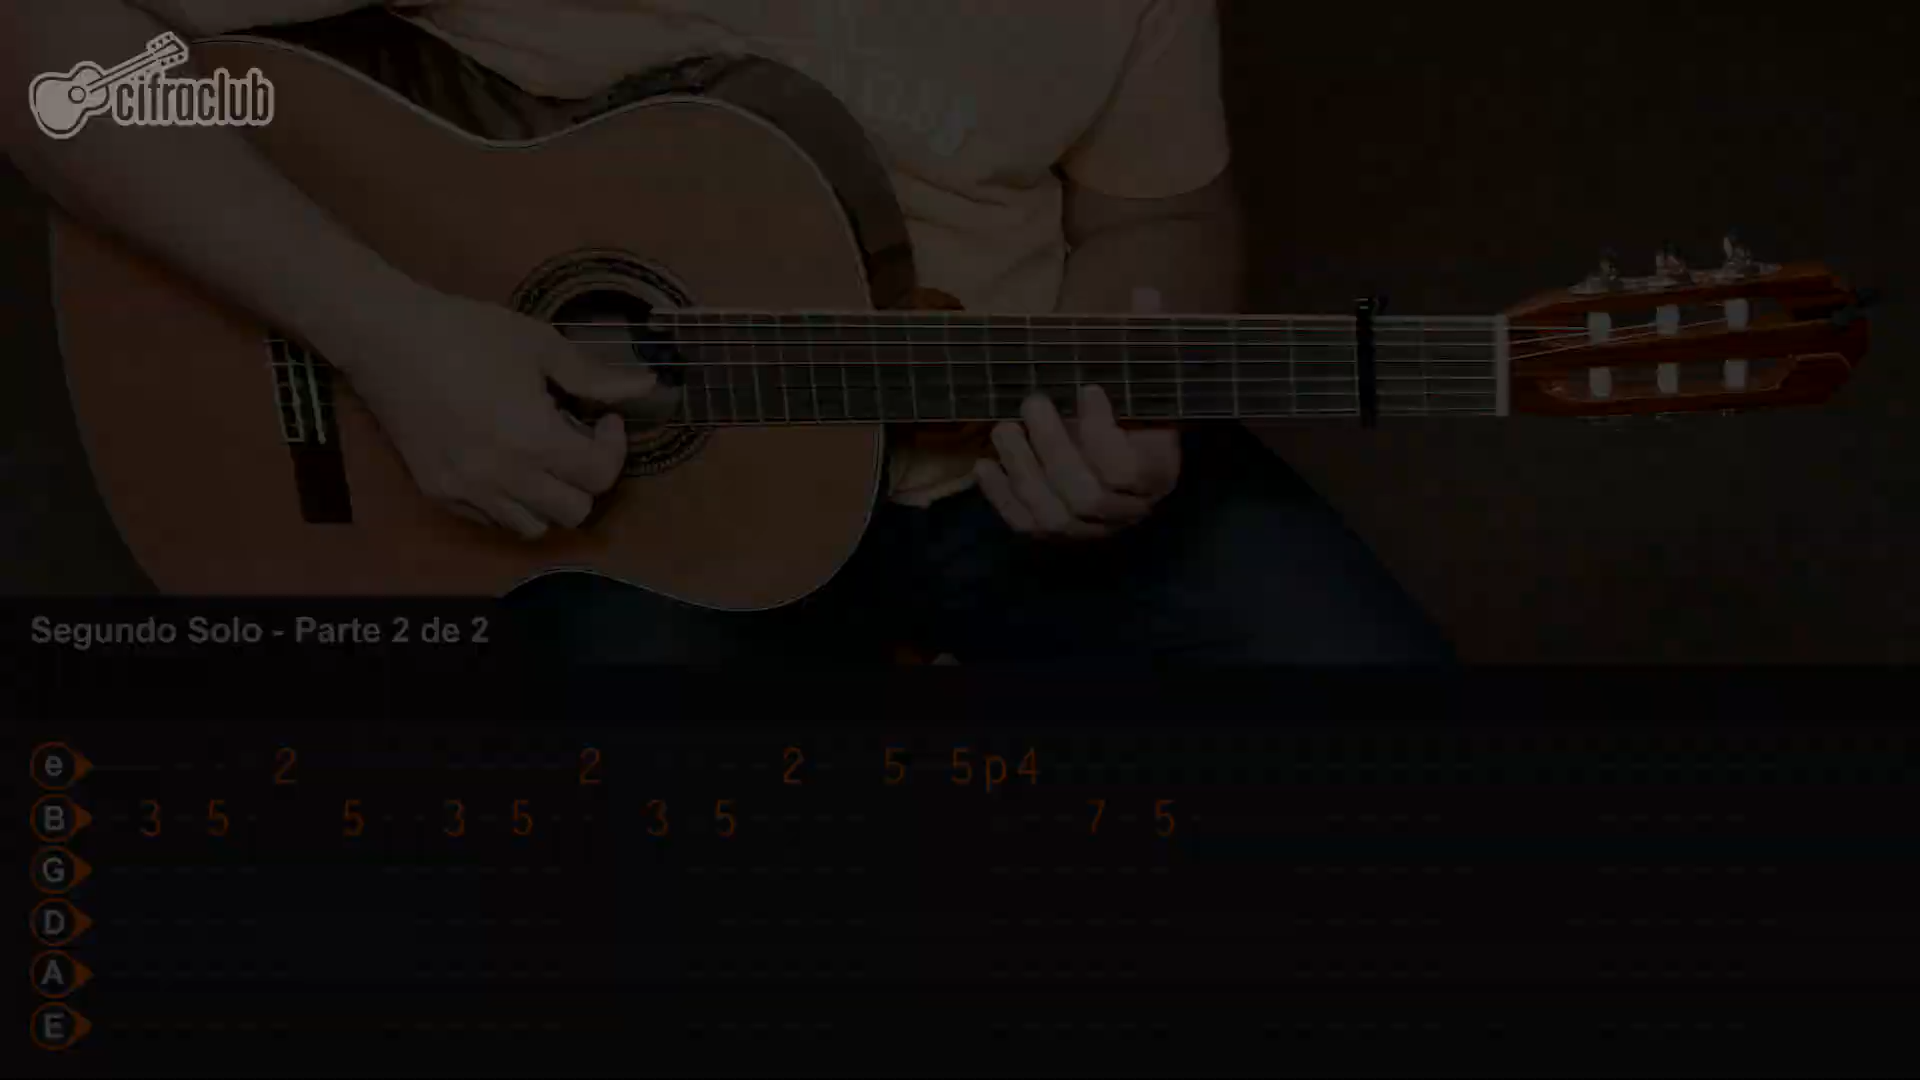 cifraclub
Segundo Solo - Parte 2 de 2
e 2 2 2 5 5p4
B 3 5 5 3 5 3 5 7 5
G
D
A
E